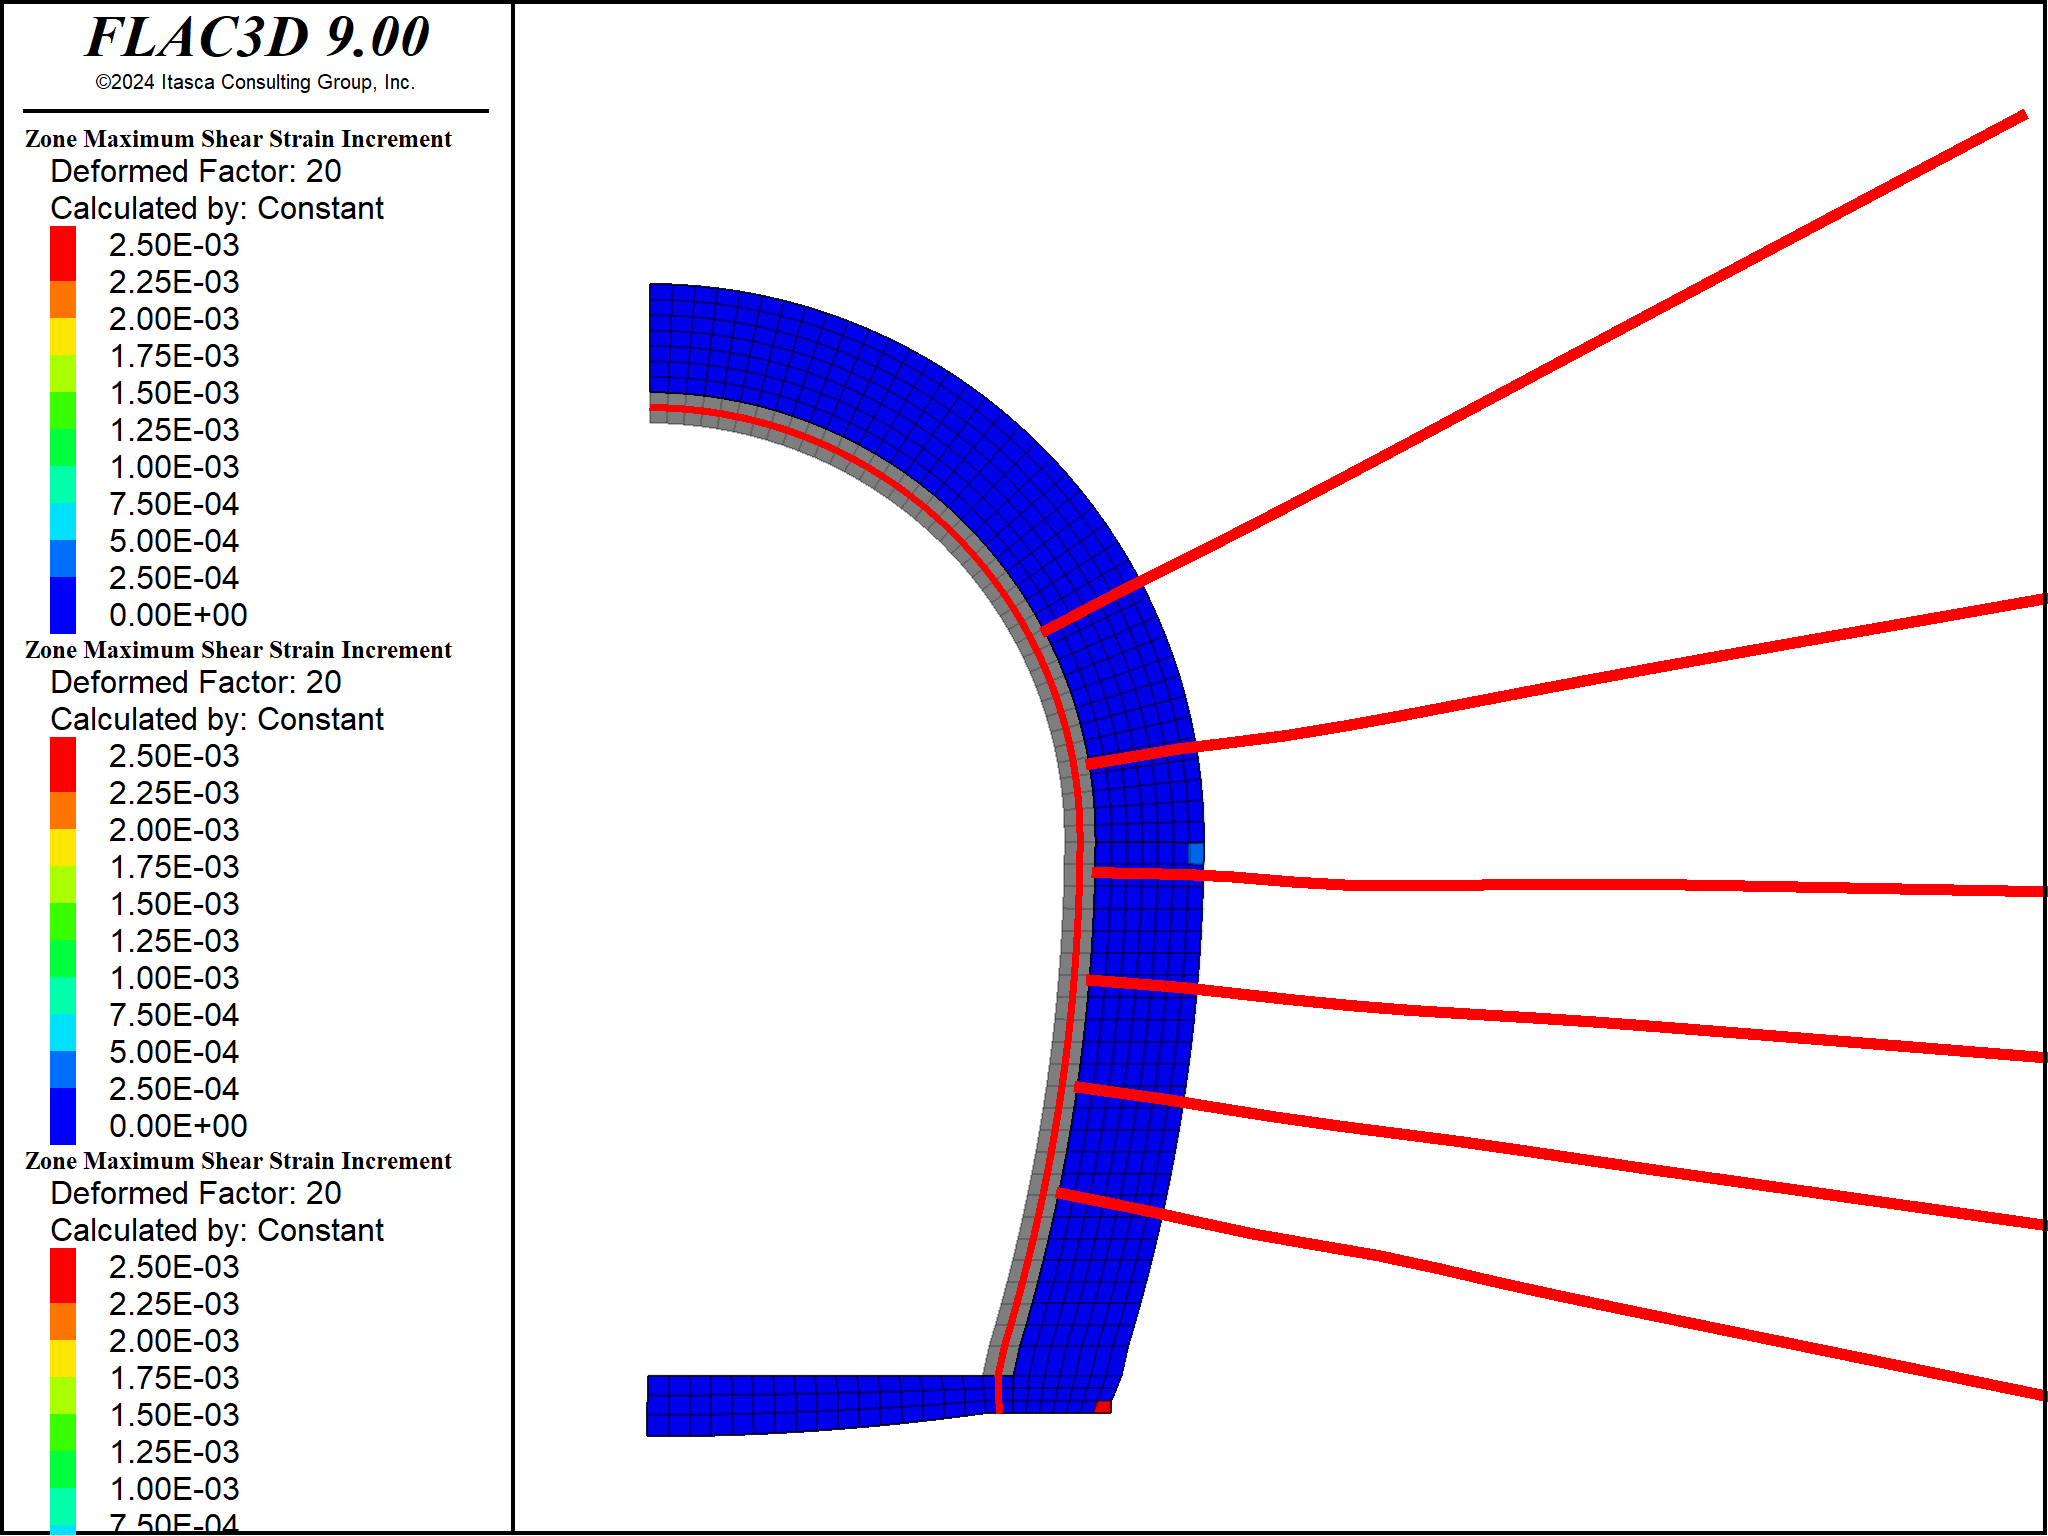 FLAC3D 9.00
©2024 Itasca Consulting Group, Inc.
Zone Maximum Shear Strain Increment
Deformed Factor: 20
Calculated by: Constant
2.50E-03
2.25E-03
2.00E-03
1.75E-03
1.50E-03
1.25E-03
1.00E-03
7.50E-04
5.00E-04
2.50E-04
0.00E+00
Zone Maximum Shear Strain Increment
Deformed Factor: 20
Calculated by: Constant
2.50E-03
2.25E-03
2.00E-03
1.75E-03
1.50E-03
1.25E-03
1.00E-03
7.50E-04
5.00E-04
2.50E-04
0.00E+00
Zone Maximum Shear Strain Increment
Deformed Factor: 20
Calculated by: Constant
2.50E-03
2.25E-03
2.00E-03
1.75E-03
1.50E-03
1.25E-03
1.00E-03
7.50E-04